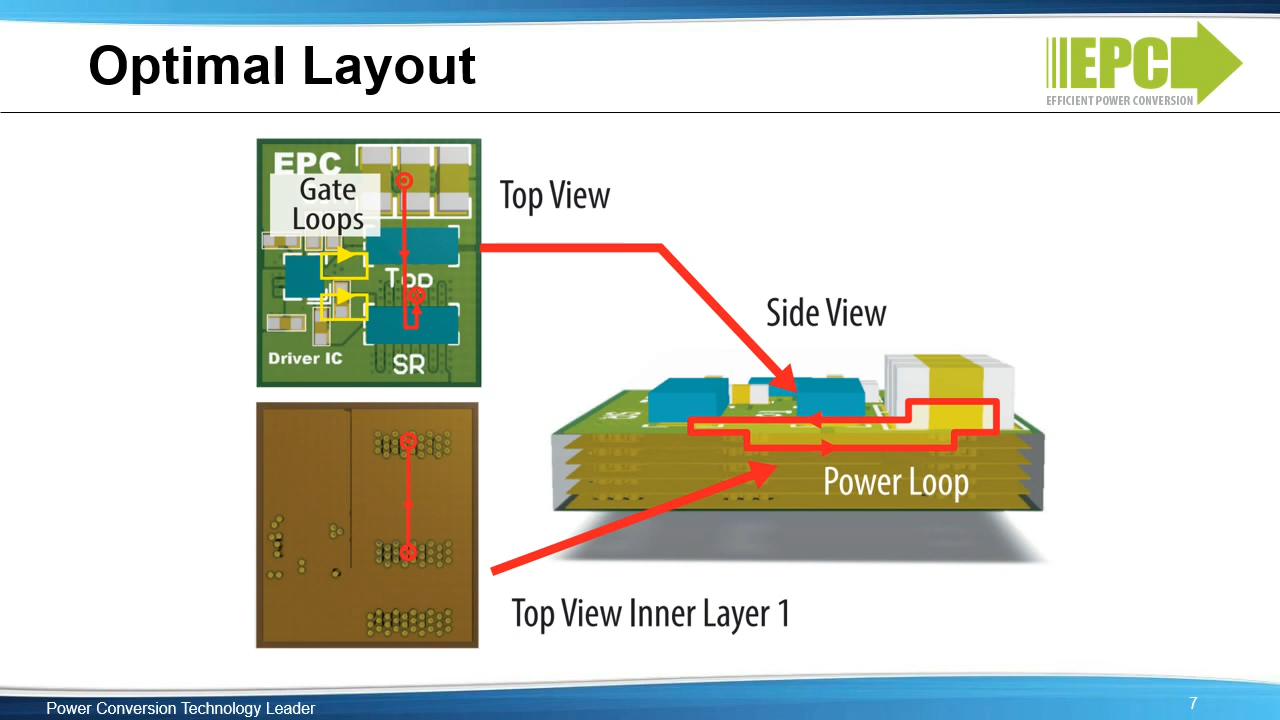 Optimal Layout
EPC
EFFICIENT POWER CONVERSION
EPC
Gate
Loops
Top View
Top
Side View
Driver IC
SR
Power Loop
Top View Inner Layer 1
Power Conversion Technology Leader
7